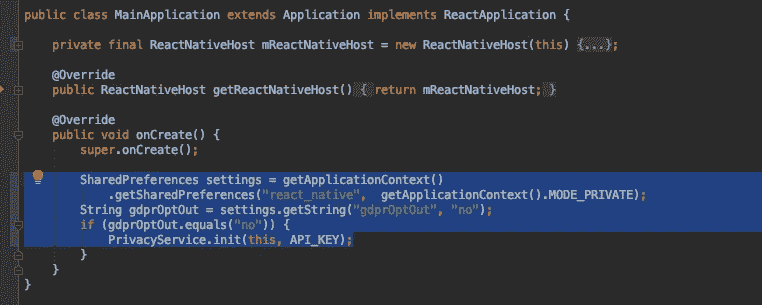 public class MainApplication extends Application implements ReactApplication {
private final ReactNativeHost mReactNativeHost = new ReactNativeHost(this) {...};
@Override
public ReactNativeHost getReactNativeHost() { return mReactNativeHost; }
@Override
public void onCreate() {
super.onCreate();
SharedPreferences settings = getApplicationContext()
.getSharedPreferences("react_native", getApplicationContext().MODE_PRIVATE);
String gdprOptOut = settings.getString("gdprOptOut", "no");
if (gdprOptOut.equals("no")) {
PrivacyService.init(this, API_KEY);
}
}
}